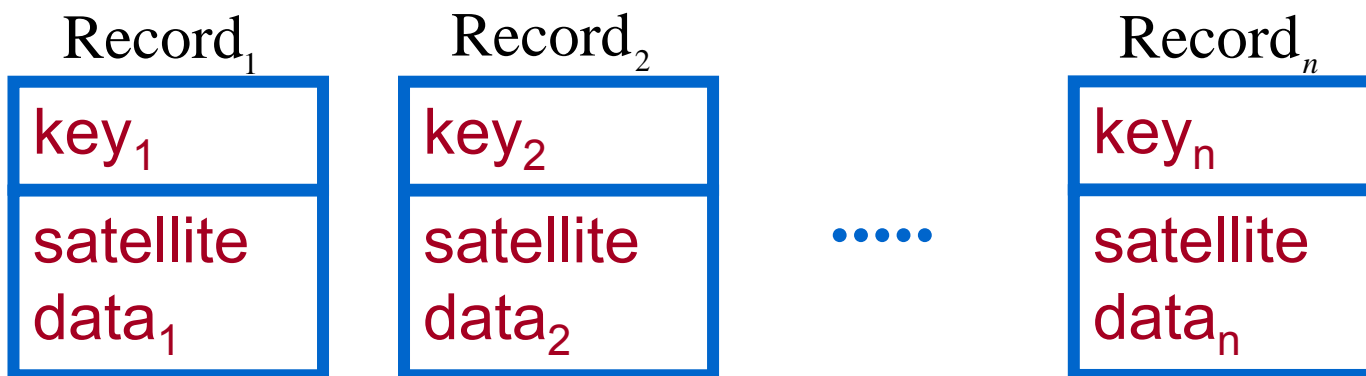 Record₁ Record₂ Recordₙ
key₁ key₂ keyₙ
satellite satellite ••••• satellite
data₁ data₂ dataₙ